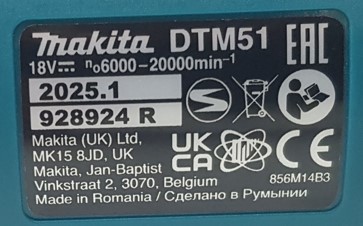 makita DTM51 EAC
18V⎓ n₀6000-20000min⁻¹
2025.1
928924 R
Makita (UK) Ltd,
MK15 8JD, UK
Makita, Jan-Baptist
Vinkstraat 2, 3070, Belgium
Made in Romania / Сделано в Румынии
UK
CA
CE
856M14B3